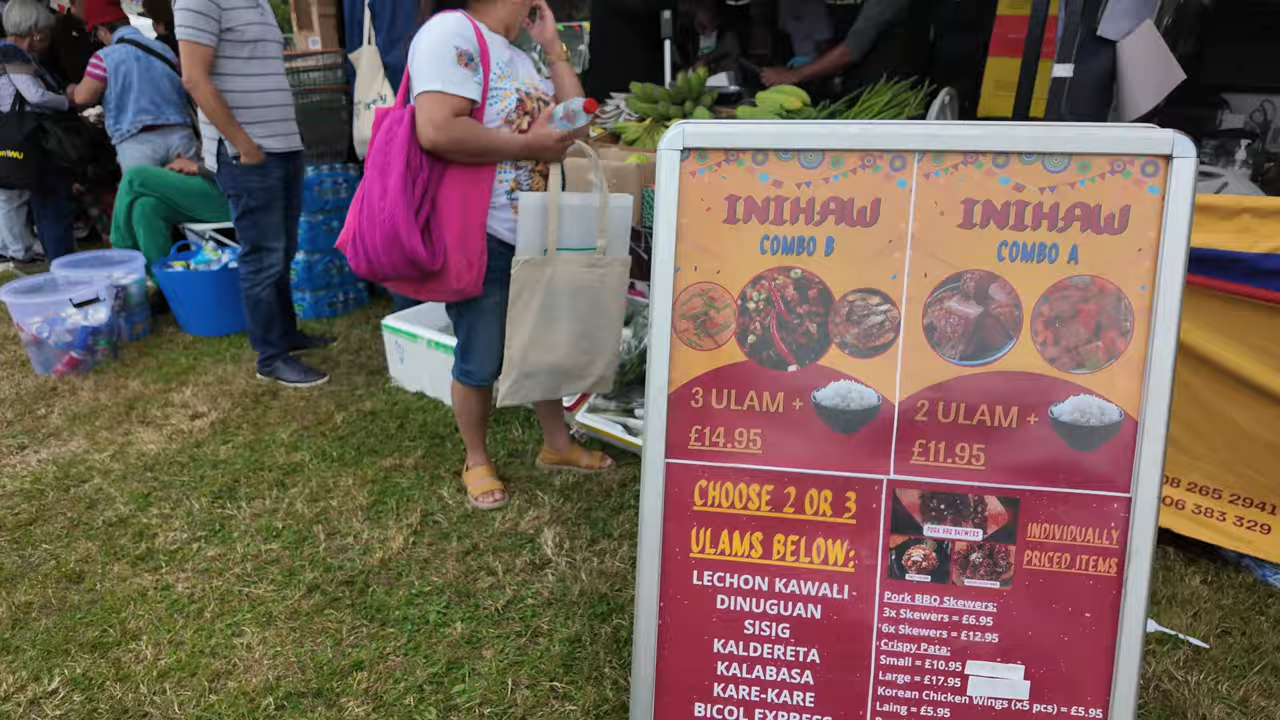 INIHAW
COMBO B
3 ULAM +
£14.95
INIHAW
COMBO A
2 ULAM +
£11.95
CHOOSE 2 OR 3
ULAMS BELOW:
LECHON KAWALI
DINUGUAN
SISIG
KALDERETA
KALABASA
KARE-KARE
BICOL EXPRESS
PORK BBQ SKEWERS
INDIVIDUALLY
PRICED ITEMS
Pork BBQ Skewers:
3x Skewers = £6.95
6x Skewers = £12.95
Crispy Pata:
Small = £10.95
Large = £17.95
Korean Chicken Wings (x5 pcs) = £5.95
Laing = £5.95
08 265 2941
06 383 329